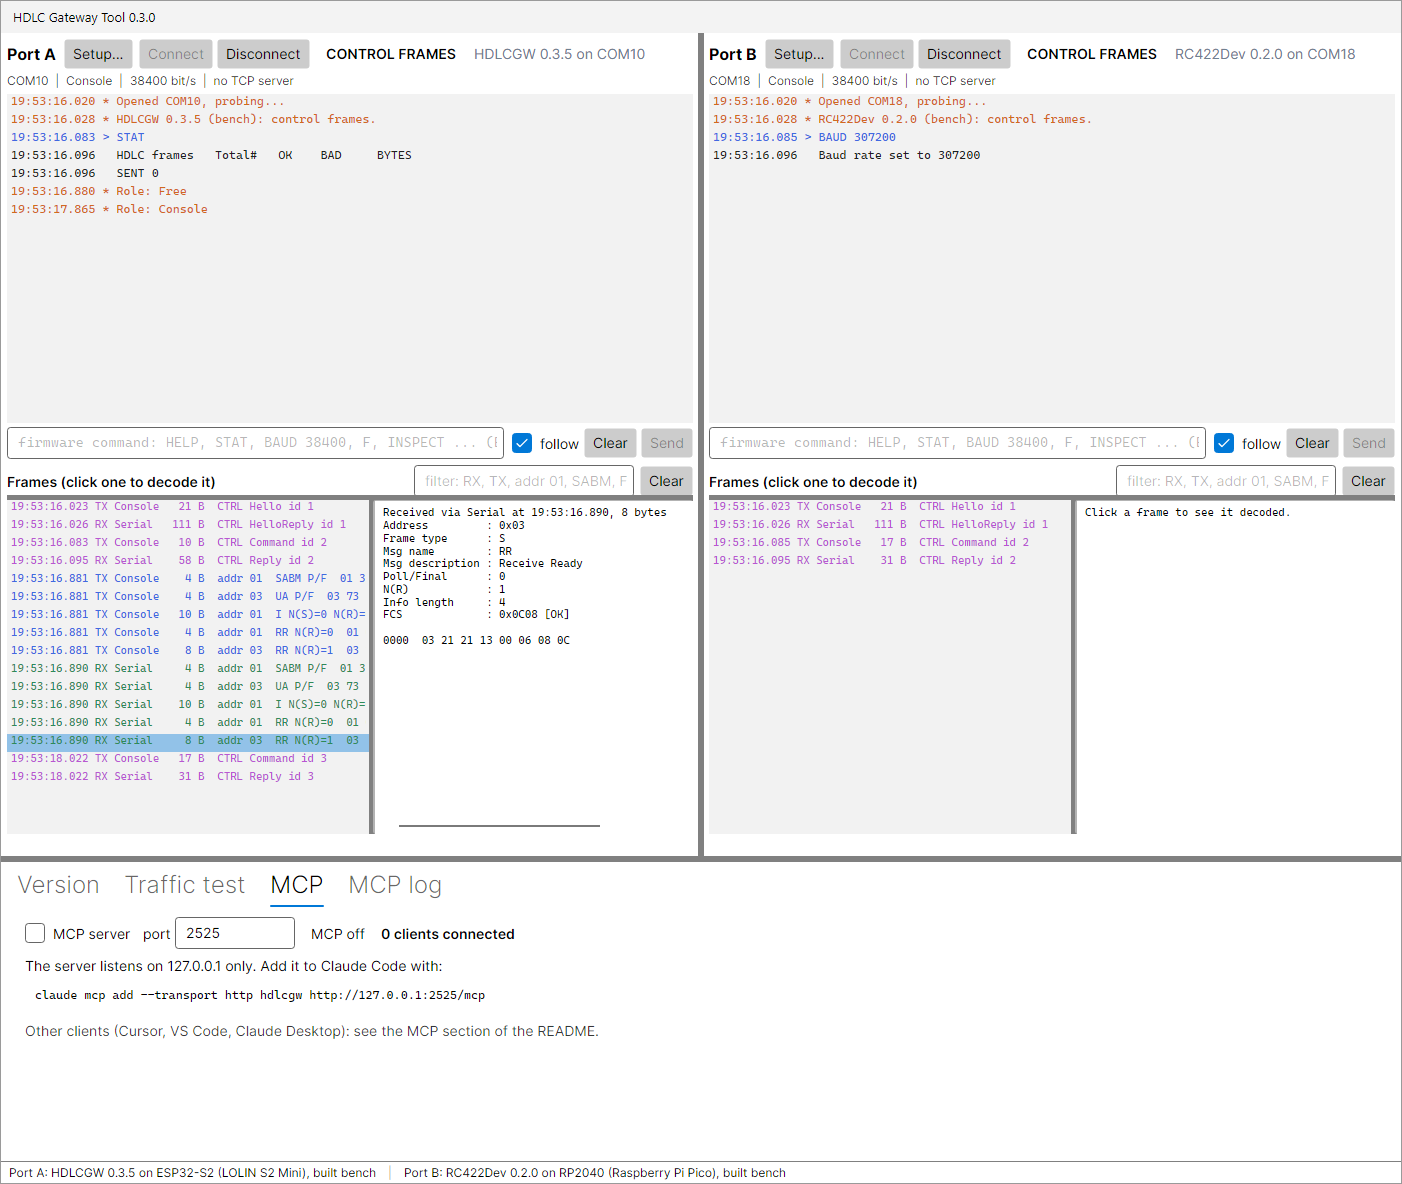 HDLC Gateway Tool 0.3.0
Port A Setup... Connect Disconnect CONTROL FRAMES HDLCGW 0.3.5 on COM10
COM10 | Console | 38400 bit/s | no TCP server
19:53:16.020 * Opened COM10, probing...
19:53:16.028 * HDLCGW 0.3.5 (bench): control frames.
19:53:16.083 > STAT
19:53:16.096 HDLC frames Total# OK BAD BYTES
19:53:16.096 SENT 0
19:53:16.880 * Role: Free
19:53:17.865 * Role: Console
firmware command: HELP, STAT, BAUD 38400, F, INSPECT ... (E
follow Clear Send
Frames (click one to decode it)
filter: RX, TX, addr 01, SABM, F
Clear
19:53:16.023 TX Console 21 B CTRL Hello id 1
19:53:16.026 RX Serial 111 B CTRL HelloReply id 1
19:53:16.083 TX Console 10 B CTRL Command id 2
19:53:16.095 RX Serial 58 B CTRL Reply id 2
19:53:16.881 TX Console 4 B addr 01 SABM P/F 01 3
19:53:16.881 TX Console 4 B addr 03 UA P/F 03 73
19:53:16.881 TX Console 10 B addr 01 I N(S)=0 N(R)=
19:53:16.881 TX Console 4 B addr 01 RR N(R)=0 01
19:53:16.881 TX Console 8 B addr 03 RR N(R)=1 03
19:53:16.890 RX Serial 4 B addr 01 SABM P/F 01 3
19:53:16.890 RX Serial 4 B addr 03 UA P/F 03 73
19:53:16.890 RX Serial 10 B addr 01 I N(S)=0 N(R)=
19:53:16.890 RX Serial 4 B addr 01 RR N(R)=0 01
19:53:16.890 RX Serial 8 B addr 03 RR N(R)=1 03
19:53:18.022 TX Console 17 B CTRL Command id 3
19:53:18.022 RX Serial 31 B CTRL Reply id 3
Received via Serial at 19:53:16.890, 8 bytes
Address : 0x03
Frame type : S
Msg name : RR
Msg description : Receive Ready
Poll/Final : 0
N(R) : 1
Info length : 4
FCS : 0x0C08 [OK]
0000 03 21 21 13 00 06 08 0C
Port B Setup... Connect Disconnect CONTROL FRAMES RC422Dev 0.2.0 on COM18
COM18 | Console | 38400 bit/s | no TCP server
19:53:16.020 * Opened COM18, probing...
19:53:16.028 * RC422Dev 0.2.0 (bench): control frames.
19:53:16.085 > BAUD 307200
19:53:16.096 Baud rate set to 307200
firmware command: HELP, STAT, BAUD 38400, F, INSPECT ... (E
follow Clear Send
Frames (click one to decode it)
filter: RX, TX, addr 01, SABM, F
Clear
19:53:16.023 TX Console 21 B CTRL Hello id 1
19:53:16.026 RX Serial 111 B CTRL HelloReply id 1
19:53:16.085 TX Console 17 B CTRL Command id 2
19:53:16.095 RX Serial 31 B CTRL Reply id 2
Click a frame to see it decoded.
Version Traffic test MCP MCP log
MCP server port 2525 MCP off 0 clients connected
The server listens on 127.0.0.1 only. Add it to Claude Code with:
claude mcp add --transport http hdlcgw http://127.0.0.1:2525/mcp
Other clients (Cursor, VS Code, Claude Desktop): see the MCP section of the README.
Port A: HDLCGW 0.3.5 on ESP32-S2 (LOLIN S2 Mini), built bench | Port B: RC422Dev 0.2.0 on RP2040 (Raspberry Pi Pico), built bench